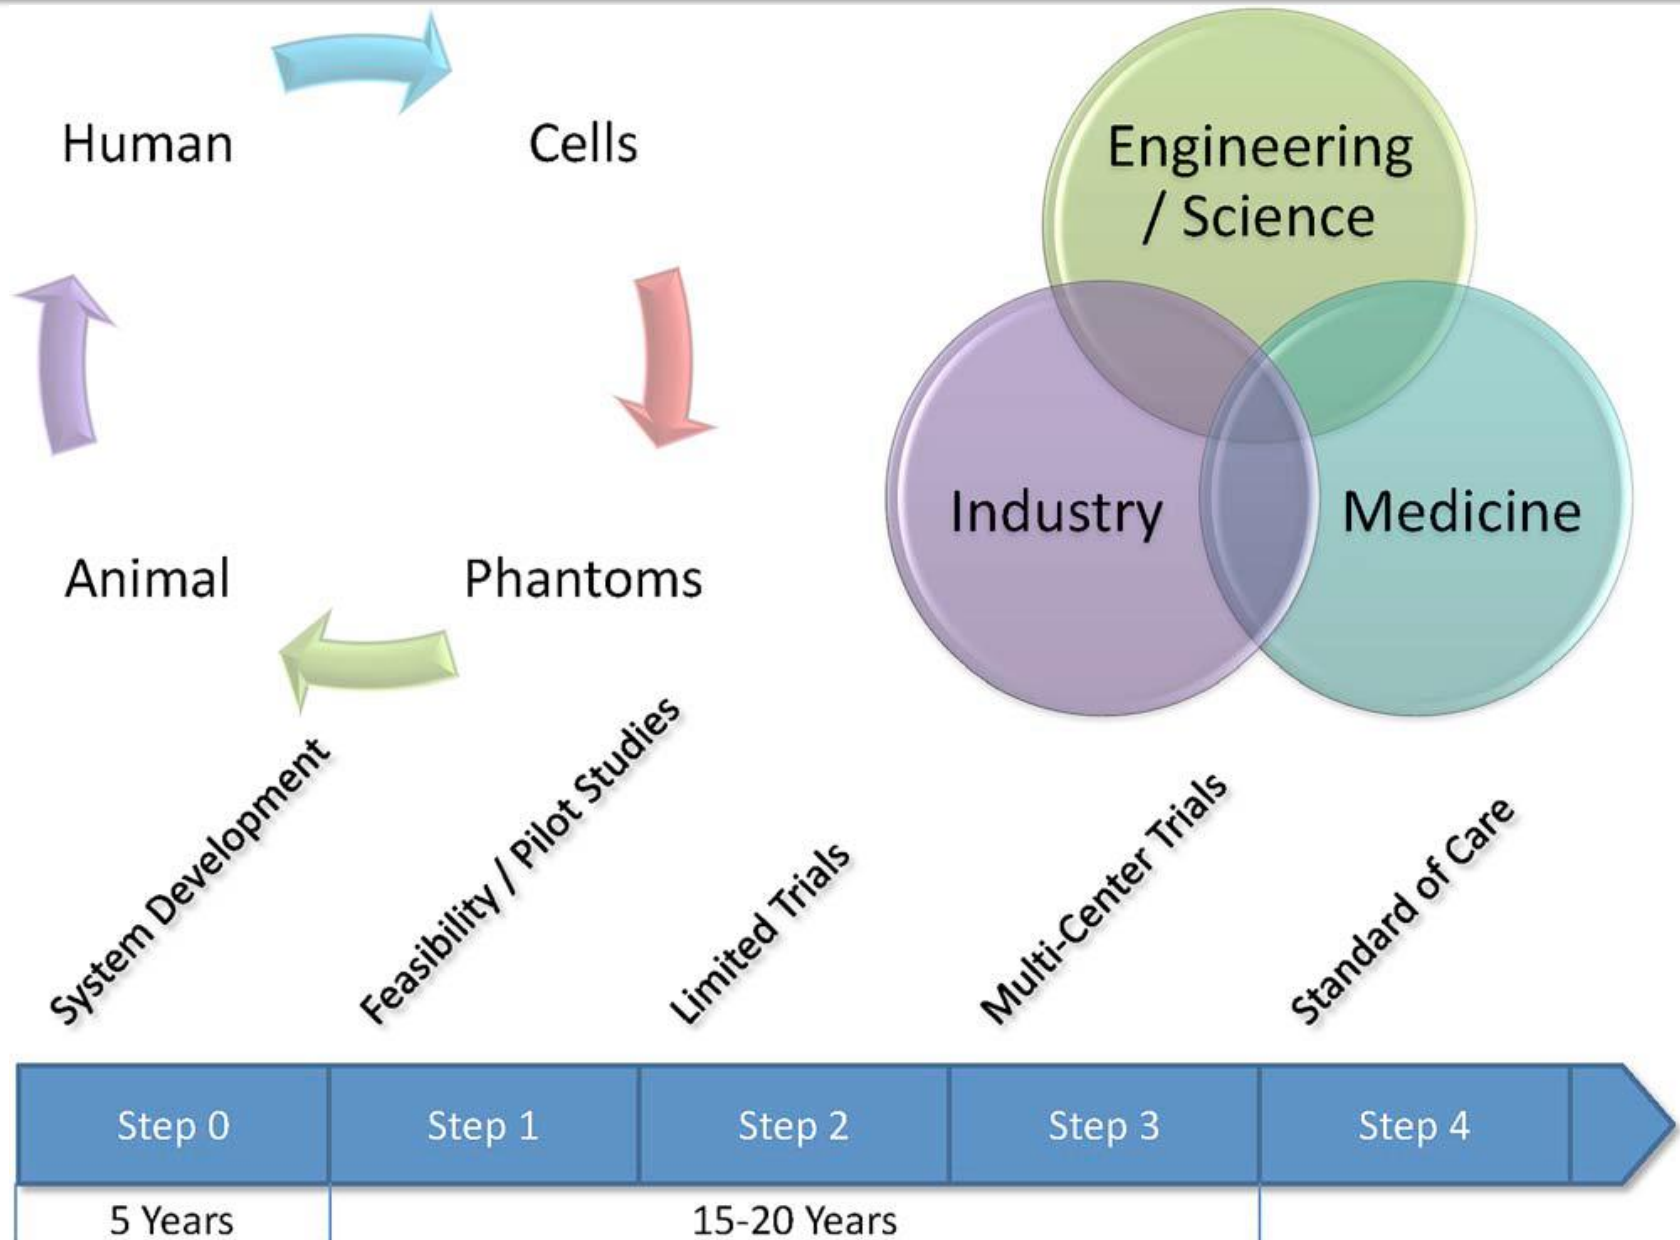 Human
Cells
Animal
Phantoms
Engineering
/ Science
Industry
Medicine
System Development
Feasibility / Pilot Studies
Limited Trials
Multi-Center Trials
Standard of Care
Step 0
Step 1
Step 2
Step 3
Step 4
5 Years
15-20 Years